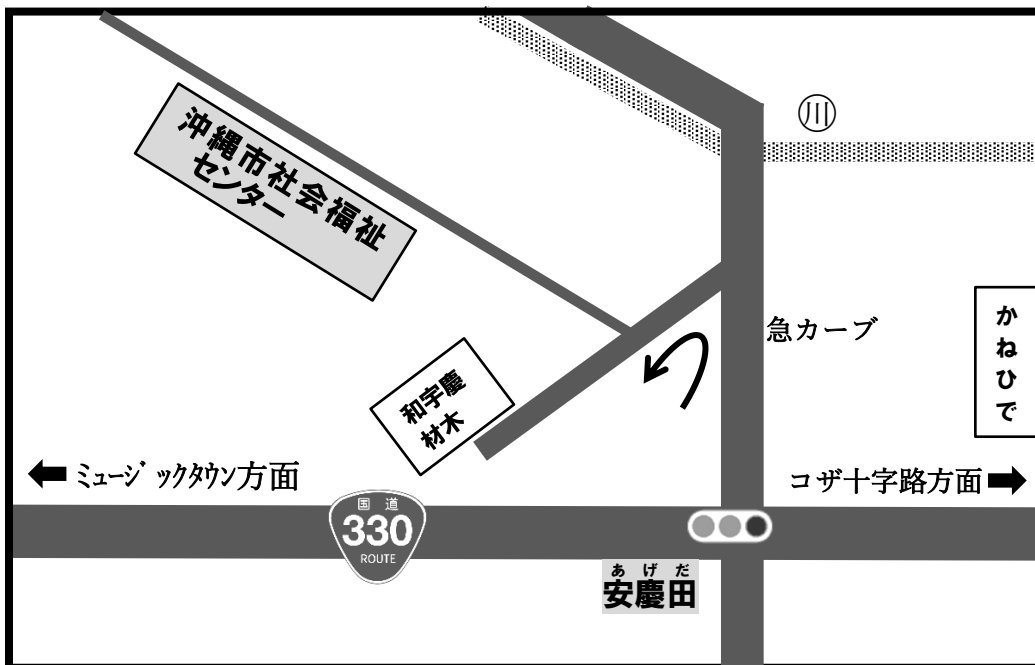 川
沖縄市社会福祉
センター
急カーブ
かねひで
和宇慶
材木
ミュージックタウン方面
コザ十字路方面
国道
330
ROUTE
あげだ
安慶田